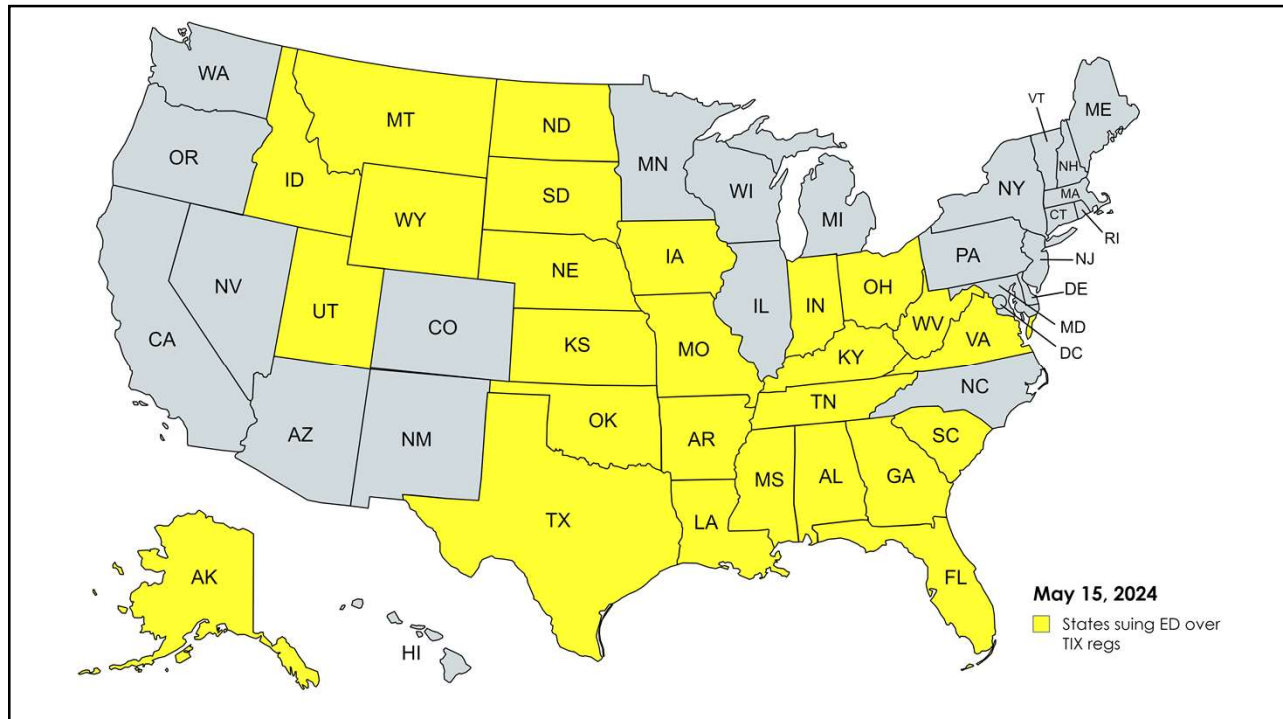 WA
MT
ND
MN
VT
ME
OR
ID
SD
WI
NH
NY
MA
WY
MI
CT
RI
IA
PA
NJ
NE
OH
NV
IL
IN
DE
UT
CO
WV
MD
CA
KS
MO
VA
KY
DC
NC
TN
OK
AZ
NM
AR
SC
MS
AL
GA
TX
LA
AK
FL
HI
May 15, 2024
States suing ED over
TIX regs